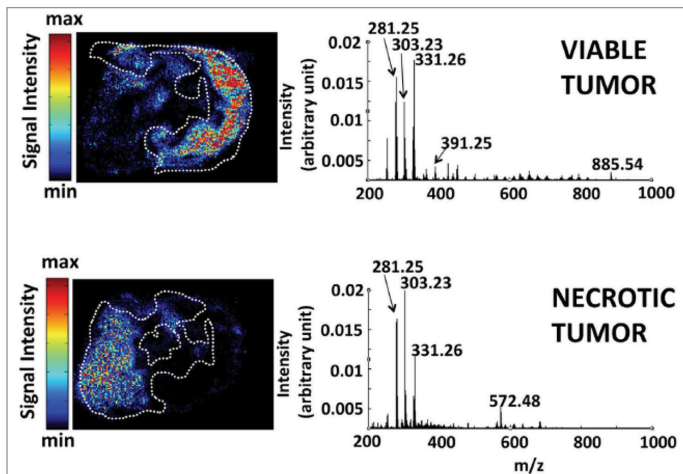 max
Signal Intensity
min
Intensity
(arbitrary unit)
0.02
0.015
0.01
0.005
200
400
600
800
1000
281.25
303.23
331.26
391.25
885.54
VIABLE
TUMOR
max
Signal Intensity
min
Intensity
(arbitrary unit)
0.02
0.015
0.01
0.005
200
400
600
800
1000
m/z
281.25
303.23
331.26
572.48
NECROTIC
TUMOR